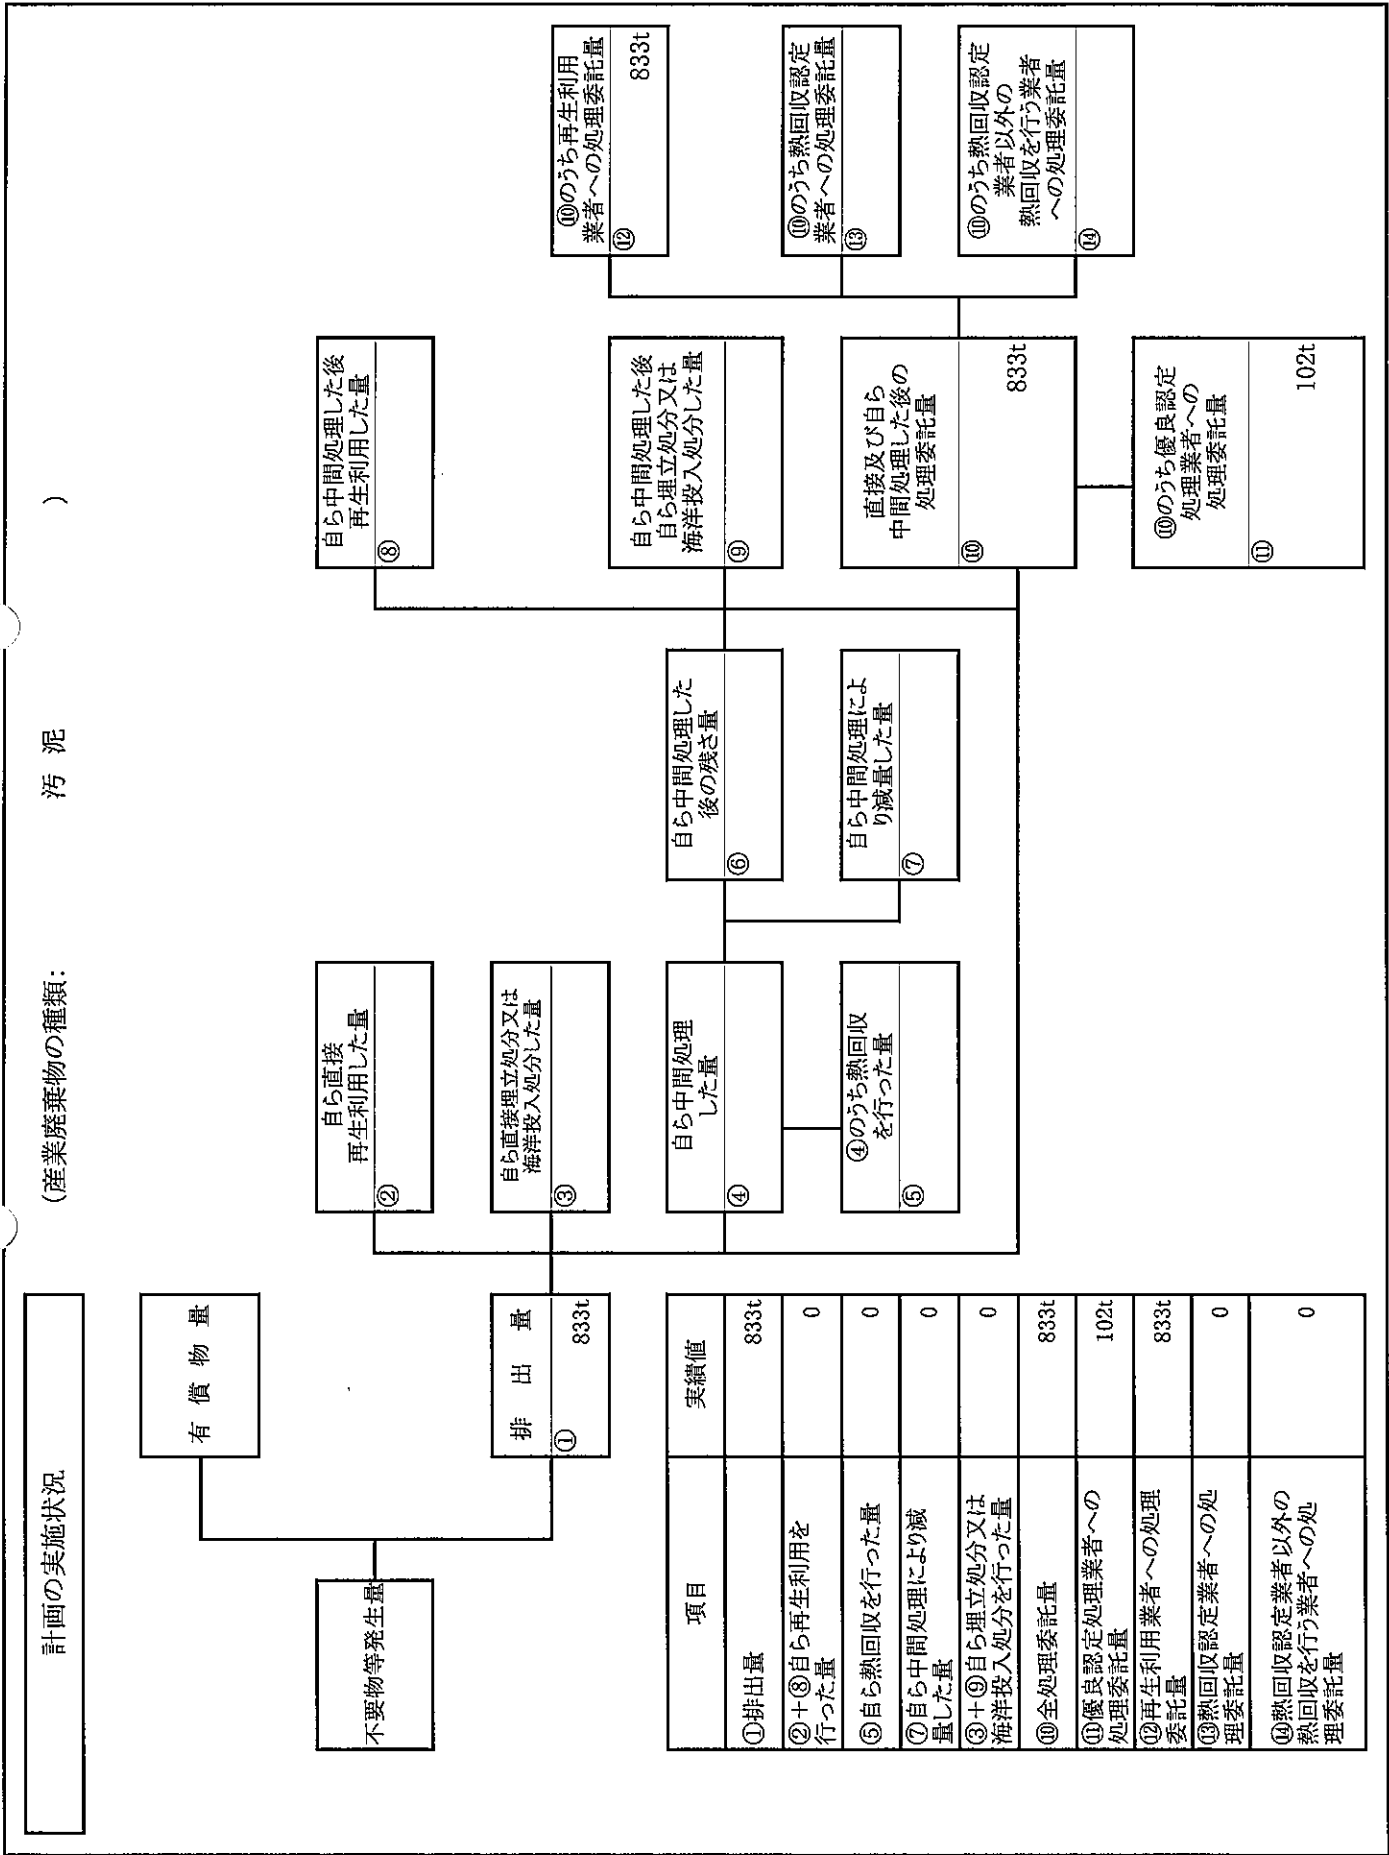 計画の実施状況
(産業廃棄物の種類: 汚 泥 )
不要物等発生量
有 償 物 量
排 出 量
① 833t
自ら直接
再生利用した量
②
自ら直接埋立処分又は
海洋投入処分した量
③
自ら中間処理
した量
④
④のうち熱回収
を行った量
⑤
自ら中間処理した
後の残さ量
⑥
自ら中間処理によ
り減量した量
⑦
自ら中間処理した後
再生利用した量
⑧
自ら中間処理した後
自ら埋立処分又は
海洋投入処分した量
⑨
直接及び自ら
中間処理した後の
処理委託量
⑩ 833t
⑩のうち優良認定
処理業者への
処理委託量
⑪ 102t
⑩のうち再生利用
業者への処理委託量
⑫ 833t
⑩のうち熱回収認定
業者への処理委託量
⑬
⑩のうち熱回収認定
業者以外の
熱回収を行う業者
への処理委託量
⑭
項目 実績値
①排出量 833t
②+⑧自ら再生利用を
行った量 0
⑤自ら熱回収を行った量 0
⑦自ら中間処理により減
量した量 0
③+⑨自ら埋立処分又は
海洋投入処分を行った量 0
⑩全処理委託量 833t
⑪優良認定処理業者への
処理委託量 102t
⑫再生利用業者への処理
委託量 833t
⑬熱回収認定業者への処
理委託量 0
⑭熱回収認定業者以外の
熱回収を行う業者への処
理委託量 0